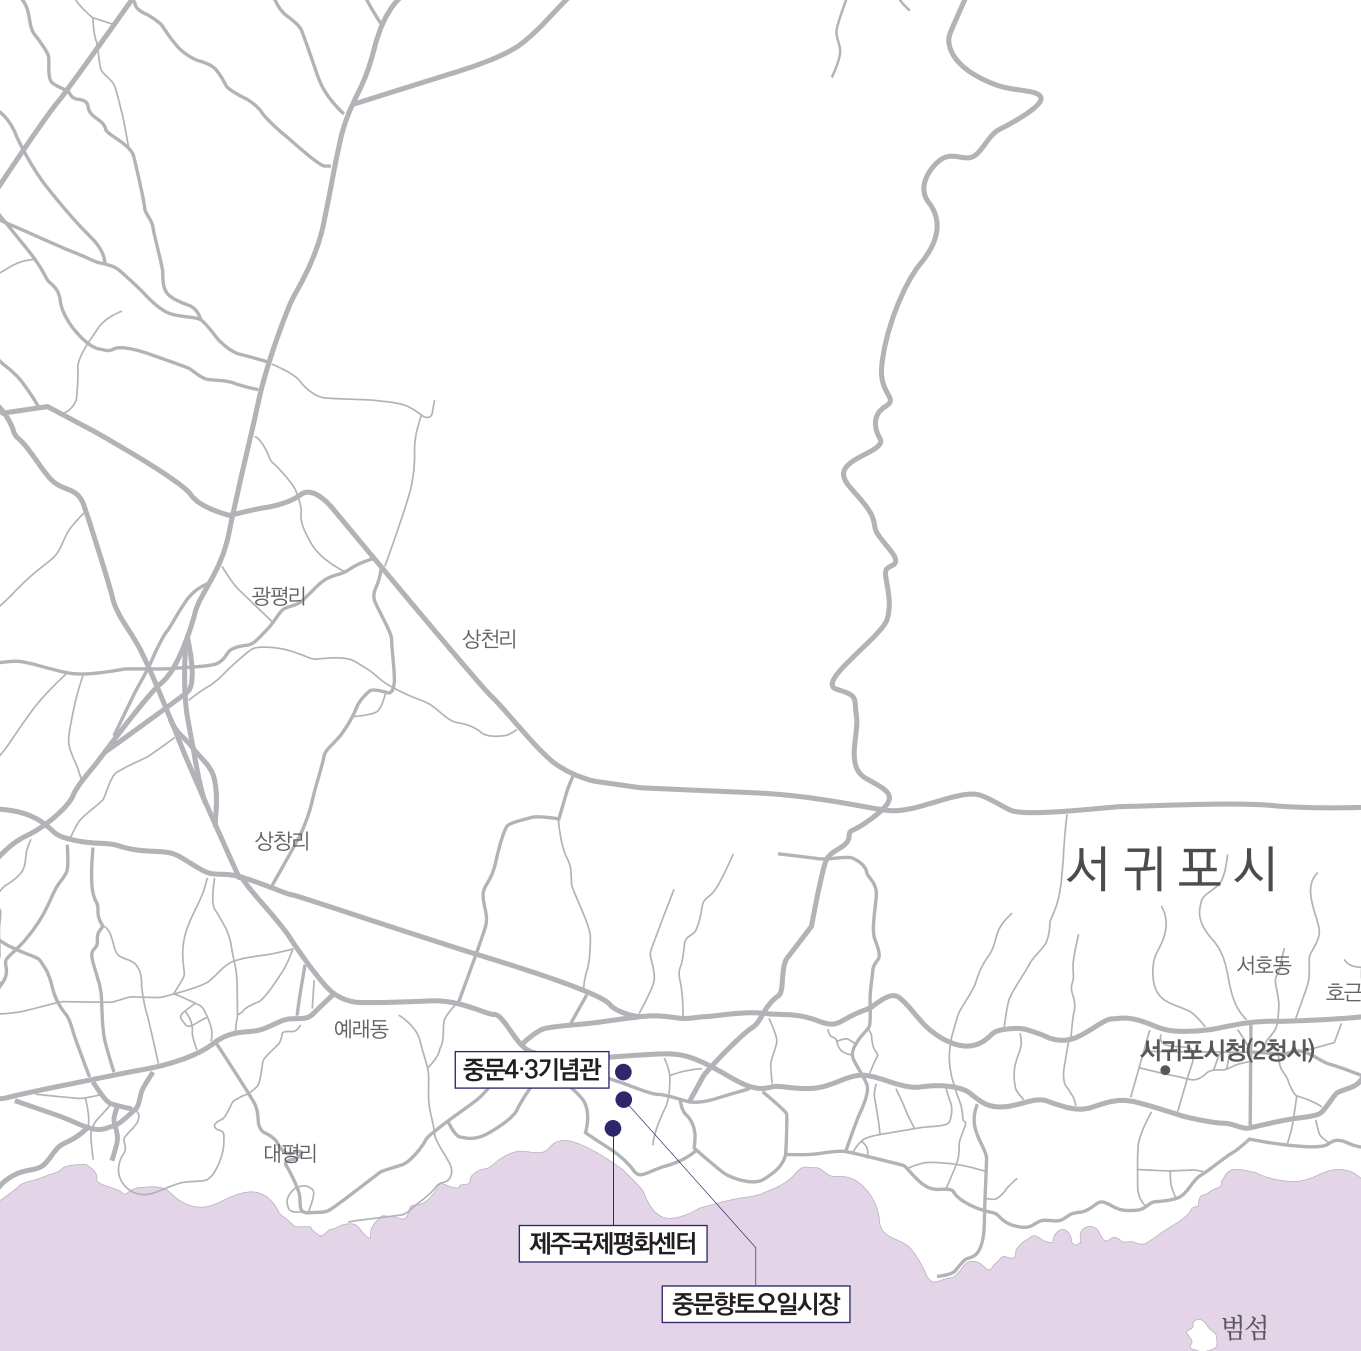 광평리
상천리
상창리
서귀포시
서호동
호근
예래동
서귀포시청(2청사)
중문4·3기념관
대평리
제주국제평화센터
중문향토오일시장
범섬